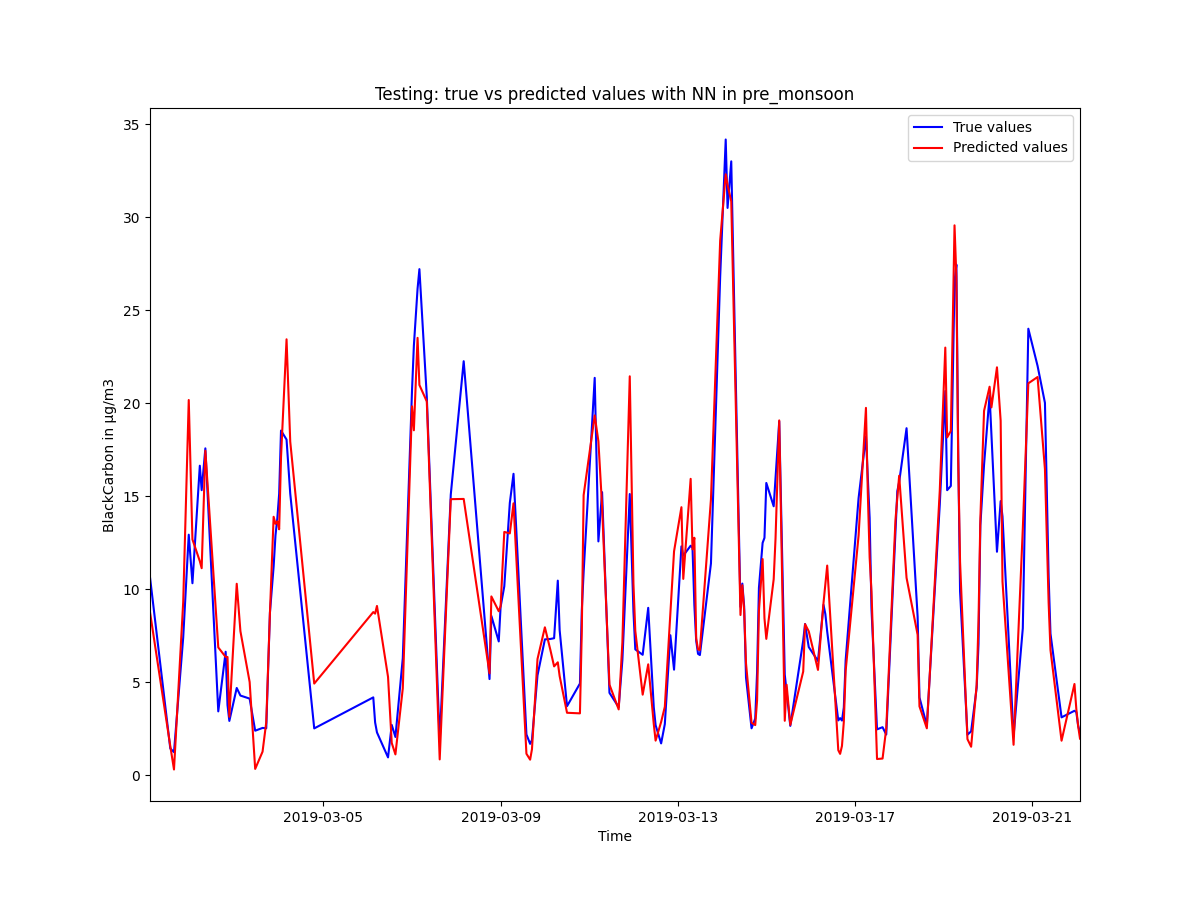 Testing: true vs predicted values with NN in pre_monsoon
True values
Predicted values
35
30
25
20
15
10
5
0
BlackCarbon in µg/m3
2019-03-05
2019-03-09
2019-03-13
2019-03-17
2019-03-21
Time